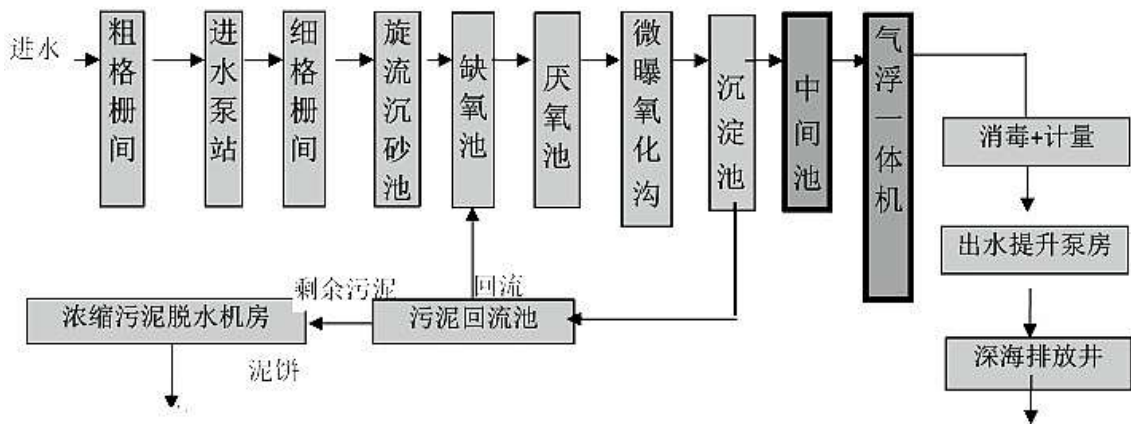 进水
粗格栅间
进水泵站
细格栅间
旋流沉砂池
缺氧池
厌氧池
微曝氧化沟
沉淀池
中间池
气浮一体机
消毒+计量
出水提升泵房
深海排放井
剩余污泥
回流
浓缩污泥脱水机房
污泥回流池
泥饼